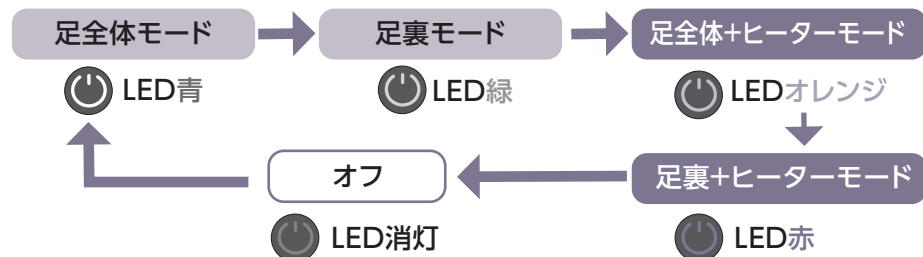 足全体モード
足裏モード
足全体+ヒーターモード
LED青
LED緑
LEDオレンジ
オフ
足裏+ヒーターモード
LED消灯
LED赤